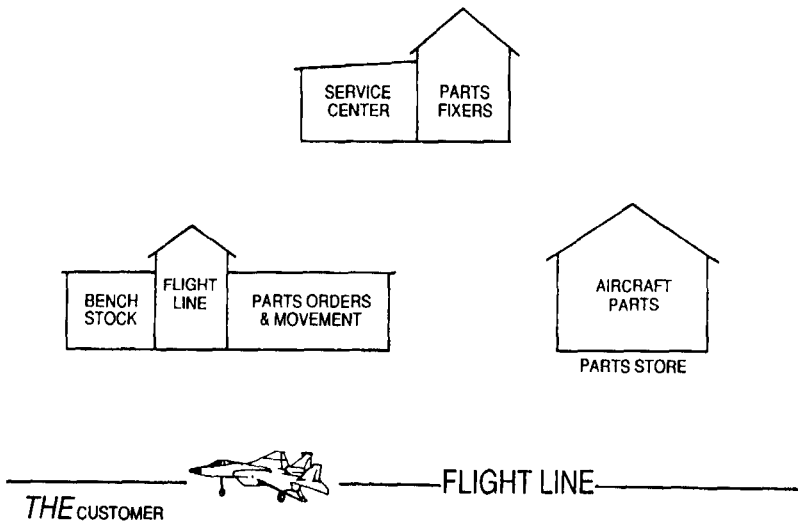 SERVICE
CENTER
PARTS
FIXERS
BENCH
STOCK
FLIGHT
LINE
PARTS ORDERS
& MOVEMENT
AIRCRAFT
PARTS
PARTS STORE
FLIGHT LINE
THE CUSTOMER